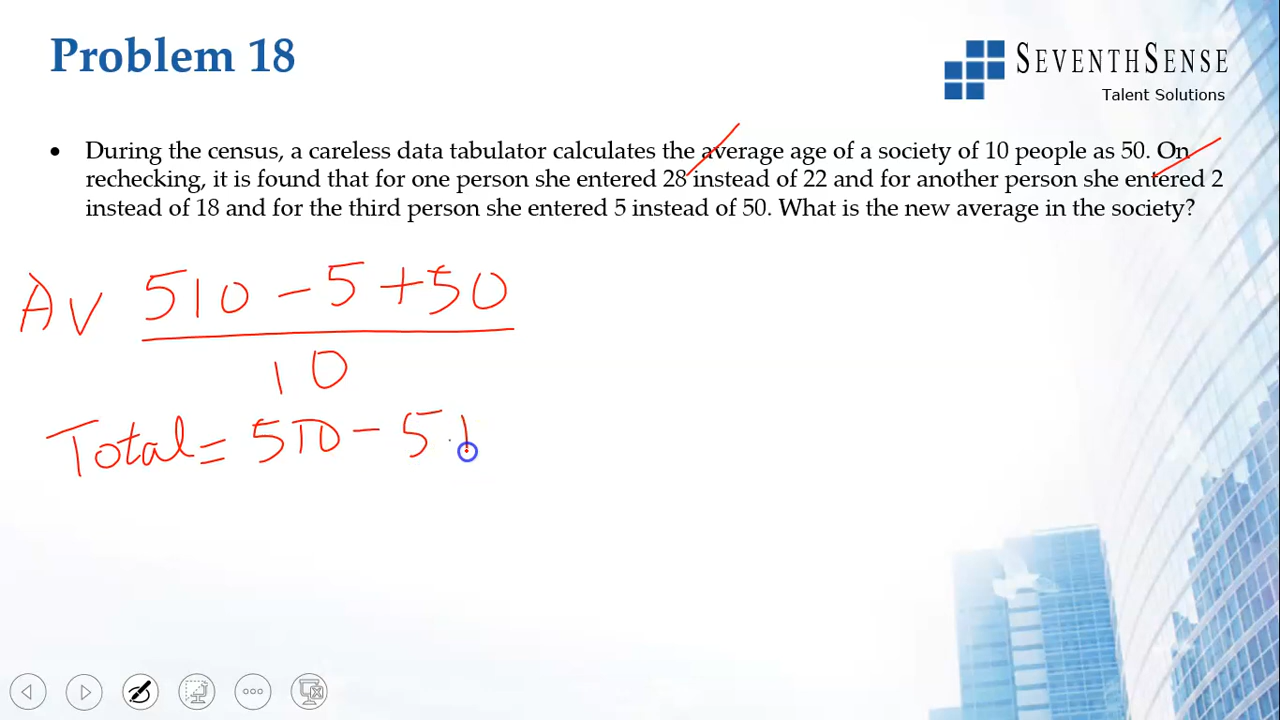 Problem 18
SEVENTHSENSE
Talent Solutions
• During the census, a careless data tabulator calculates the average age of a society of 10 people as 50. On
rechecking, it is found that for one person she entered 28 instead of 22 and for another person she entered 2
instead of 18 and for the third person she entered 5 instead of 50. What is the new average in the society?
AV 510 - 5 + 50
10
Total = 510 - 51